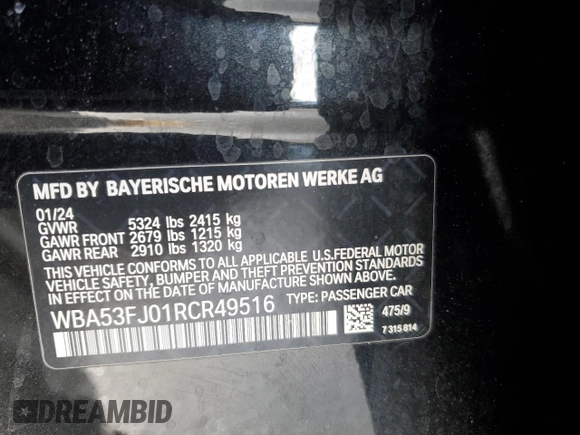 MFD BY BAYERISCHE MOTOREN WERKE AG
01/24
GVWR 5324 lbs 2415 kg
GAWR FRONT 2679 lbs 1215 kg
GAWR REAR 2910 lbs 1320 kg
THIS VEHICLE CONFORMS TO ALL APPLICABLE U.S.FEDERAL MOTOR
VEHICLE SAFETY, BUMPER AND THEFT PREVENTION STANDARDS
IN EFFECT ON THE DATE OF MANUFACTURE SHOWN ABOVE.
WBA53FJ01RCR49516 TYPE: PASSENGER CAR
475/9
7 315 814
DREAMBID